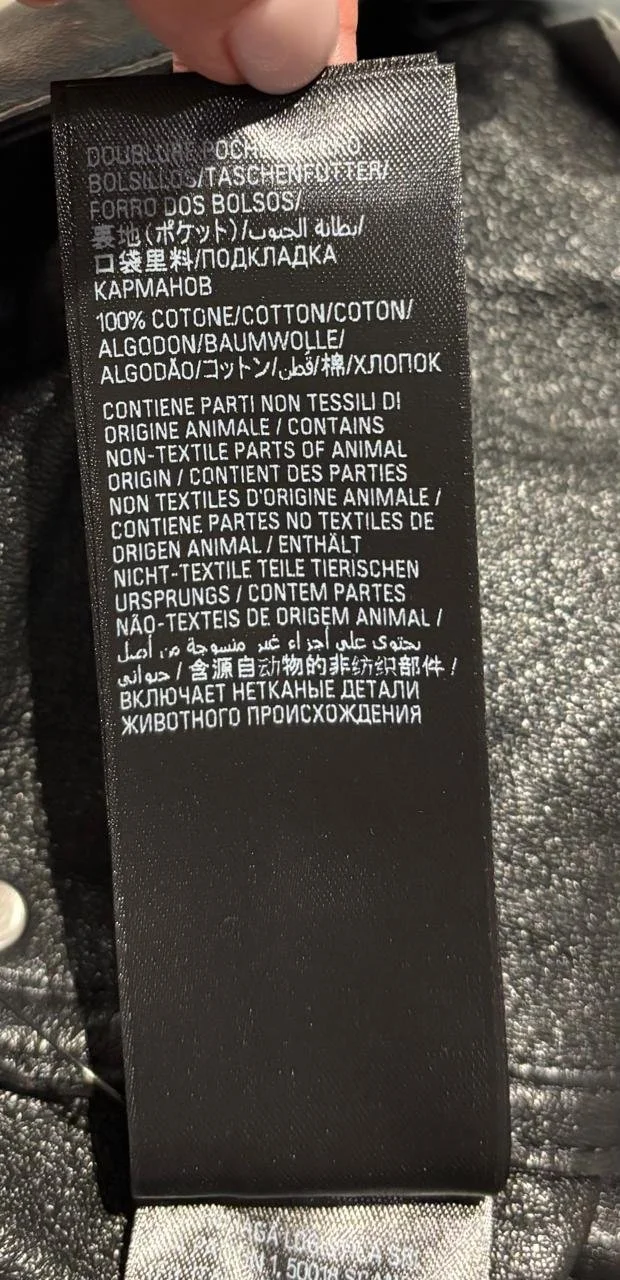 DOUBLURE POCHE
BOLSILLOS/TASCHENFUTTER/
FORRO DOS BOLSOS/
裏地(ポケット)/بطانة الجيوب/
口袋里料/ПОДКЛАДКА
КАРМАНОВ
100% COTONE/COTTON/COTON/
ALGODON/BAUMWOLLE/
ALGODÃO/コットン/قطن/棉/ХЛОПОК
CONTIENE PARTI NON TESSILI DI
ORIGINE ANIMALE / CONTAINS
NON-TEXTILE PARTS OF ANIMAL
ORIGIN / CONTIENT DES PARTIES
NON TEXTILES D'ORIGINE ANIMALE /
CONTIENE PARTES NO TEXTILES DE
ORIGEN ANIMAL / ENTHÄLT
NICHT-TEXTILE TEILE TIERISCHEN
URSPRUNGS / CONTEM PARTES
NÃO-TEXTEIS DE ORIGEM ANIMAL /
يحتوى على أجزاء غير منسوجة من أصل
حيواني / 含源自动物的非纺织部件 /
ВКЛЮЧАЕТ НЕТКАНЫЕ ДЕТАЛИ
ЖИВОТНОГО ПРОИСХОЖДЕНИЯ
LOGISTICA
1, 50018